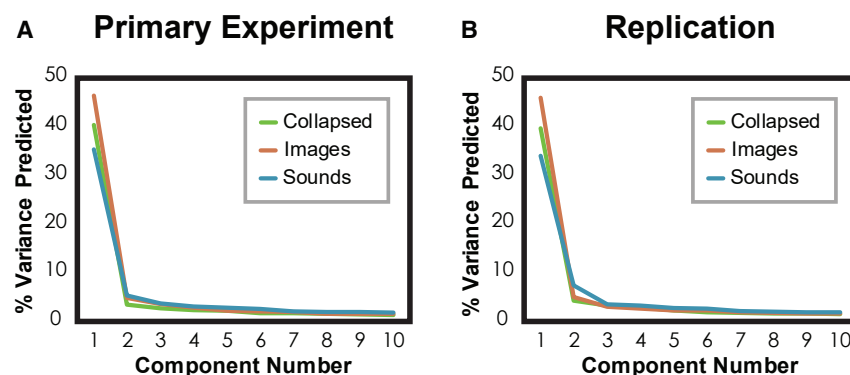 A Primary Experiment
% Variance Predicted
50
40
30
20
10
0
Collapsed
Images
Sounds
1 2 3 4 5 6 7 8 9 10
Component Number
B Replication
% Variance Predicted
50
40
30
20
10
0
Collapsed
Images
Sounds
1 2 3 4 5 6 7 8 9 10
Component Number